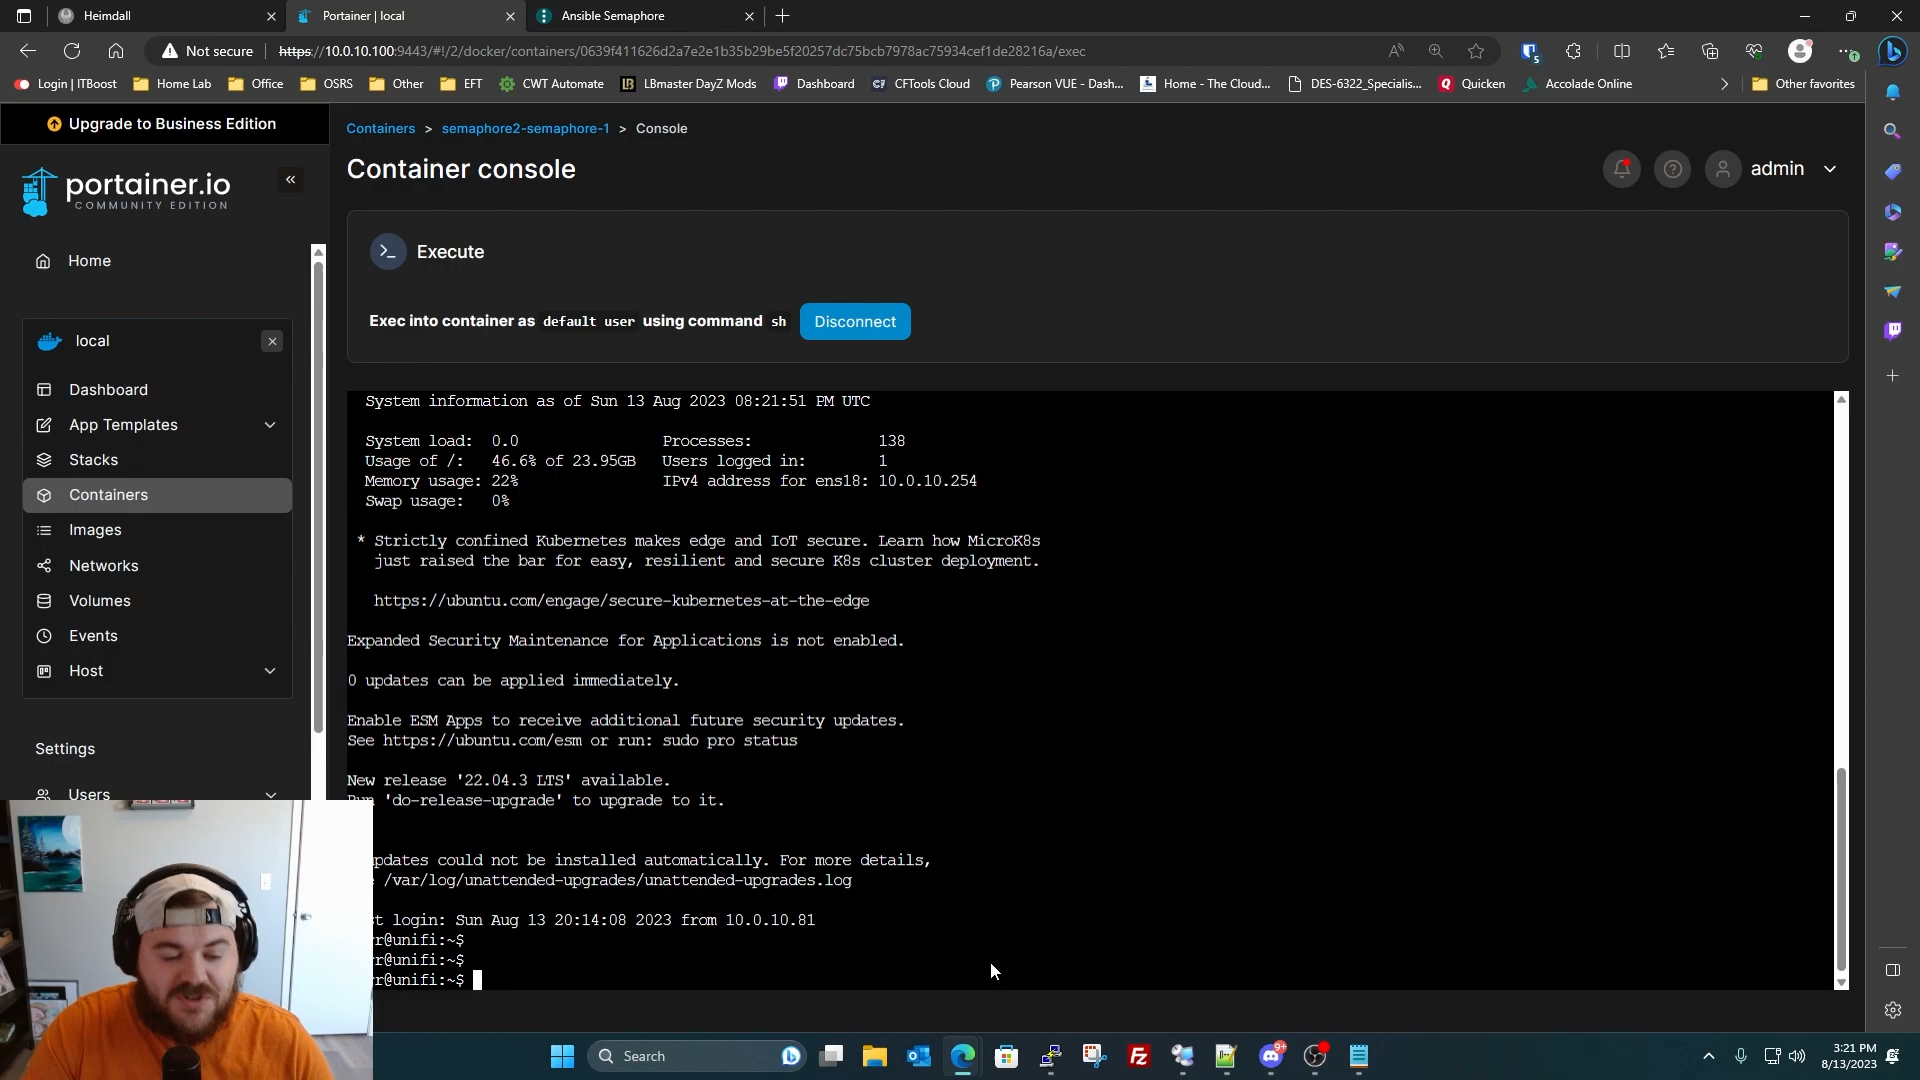 Heimdall
Portainer | local
Ansible Semaphore
Not secure
https://10.0.10.100:9443/#!/2/docker/containers/0639f411626d2a7e2e1b35b29be5f20257dc75bcb7978ac75934cef1de28216a/exec
Login | ITBoost
Home Lab
Office
OSRS
Other
EFT
CWT Automate
LBmaster DayZ Mods
Dashboard
CFTools Cloud
Pearson VUE - Dash...
Home - The Cloud...
DES-6322_Specialis...
Quicken
Accolade Online
Other favorites
Upgrade to Business Edition
portainer.io
COMMUNITY EDITION
Home
local
Dashboard
App Templates
Stacks
Containers
Images
Networks
Volumes
Events
Host
Settings
Users
Containers > semaphore2-semaphore-1 > Console
Container console
admin
Execute
Exec into container as default user using command sh
Disconnect
System information as of Sun 13 Aug 2023 08:21:51 PM UTC
System load: 0.0 Processes: 138
Usage of /: 46.6% of 23.95GB Users logged in: 1
Memory usage: 22% IPv4 address for ens18: 10.0.10.254
Swap usage: 0%
* Strictly confined Kubernetes makes edge and IoT secure. Learn how MicroK8s
just raised the bar for easy, resilient and secure K8s cluster deployment.
https://ubuntu.com/engage/secure-kubernetes-at-the-edge
Expanded Security Maintenance for Applications is not enabled.
0 updates can be applied immediately.
Enable ESM Apps to receive additional future security updates.
See https://ubuntu.com/esm or run: sudo pro status
New release '22.04.3 LTS' available.
Run 'do-release-upgrade' to upgrade to it.
pdates could not be installed automatically. For more details,
/var/log/unattended-upgrades/unattended-upgrades.log
st login: Sun Aug 13 20:14:08 2023 from 10.0.10.81
r@unifi:~$
r@unifi:~$
r@unifi:~$
Search
9+
3:21 PM
8/13/2023